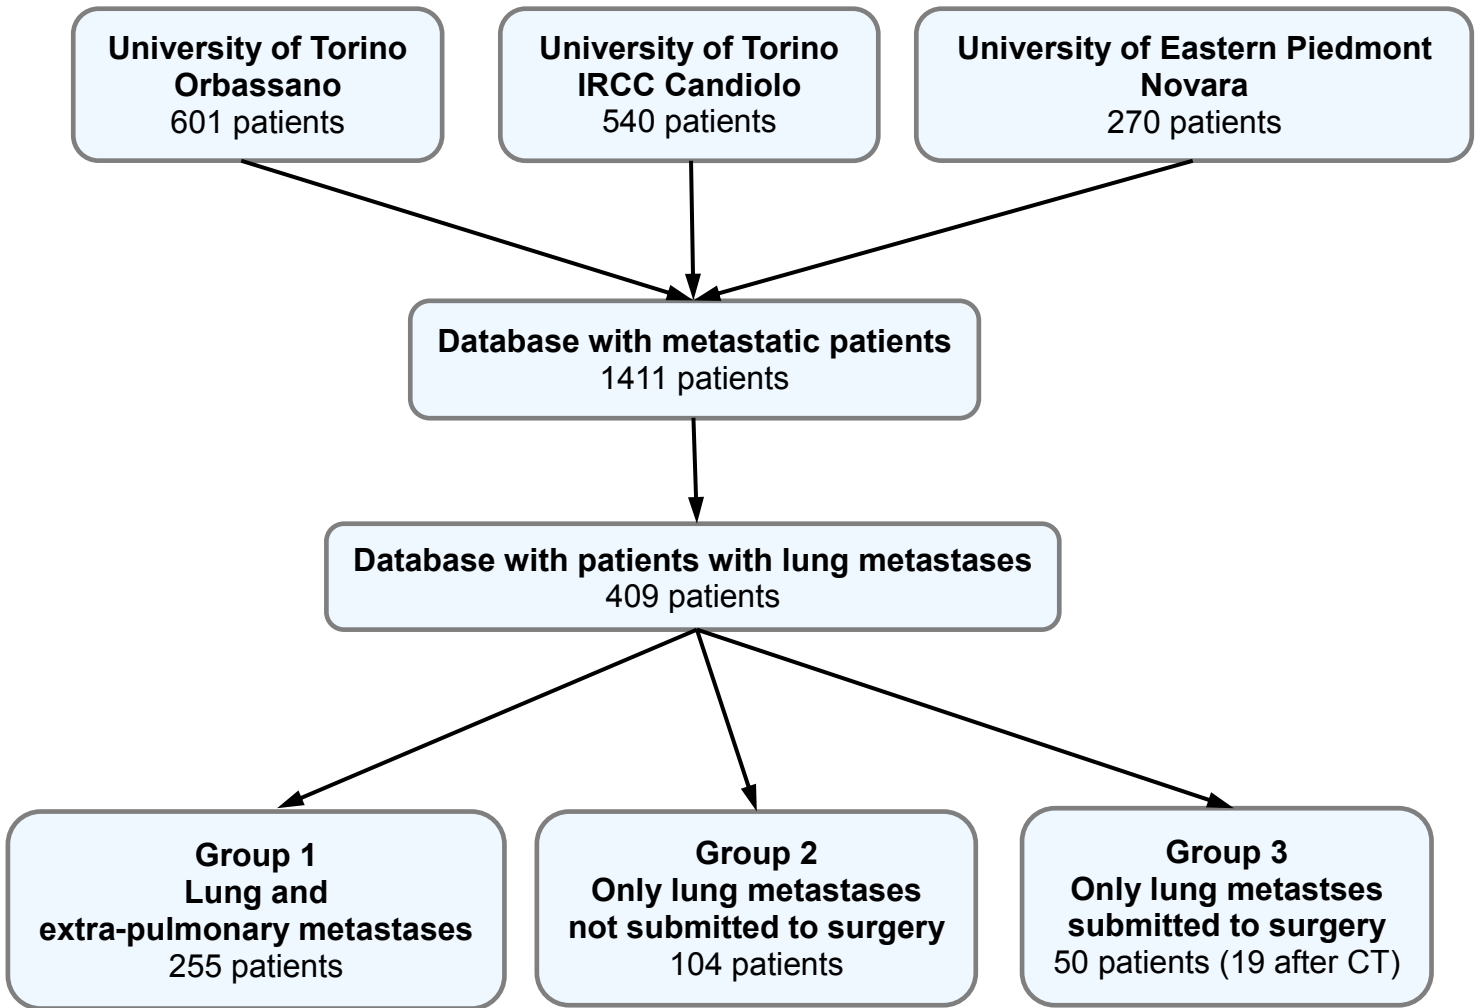 University of Torino
Orbassano
601 patients
University of Torino
IRCC Candiolo
540 patients
University of Eastern Piedmont
Novara
270 patients
Database with metastatic patients
1411 patients
Database with patients with lung metastases
409 patients
Group 1
Lung and
extra-pulmonary metastases
255 patients
Group 2
Only lung metastases
not submitted to surgery
104 patients
Group 3
Only lung metastses
submitted to surgery
50 patients (19 after CT)